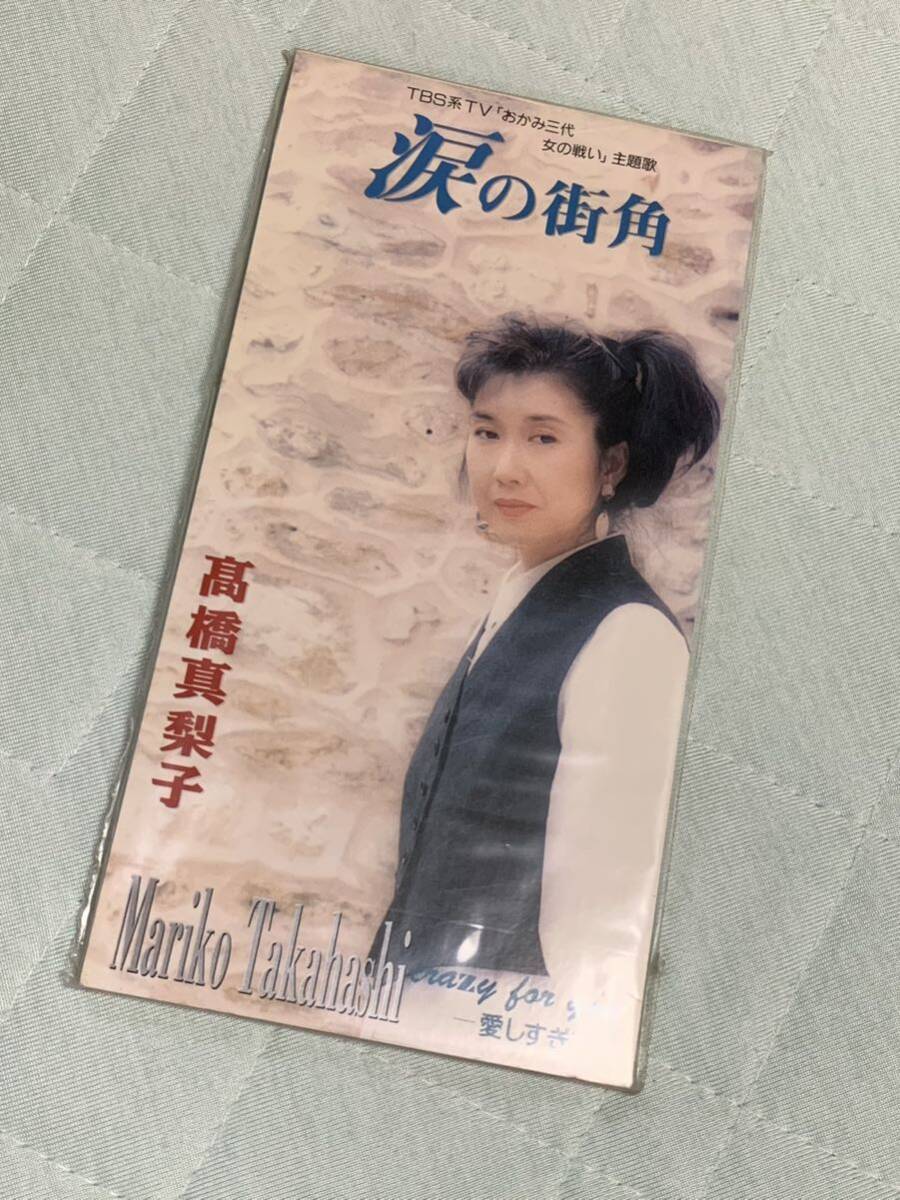 TBS系TV「おかみ三代
女の戦い」主題歌
涙の街角
髙橋真梨子
Mariko Takahashi
crazy for
―愛しすぎ